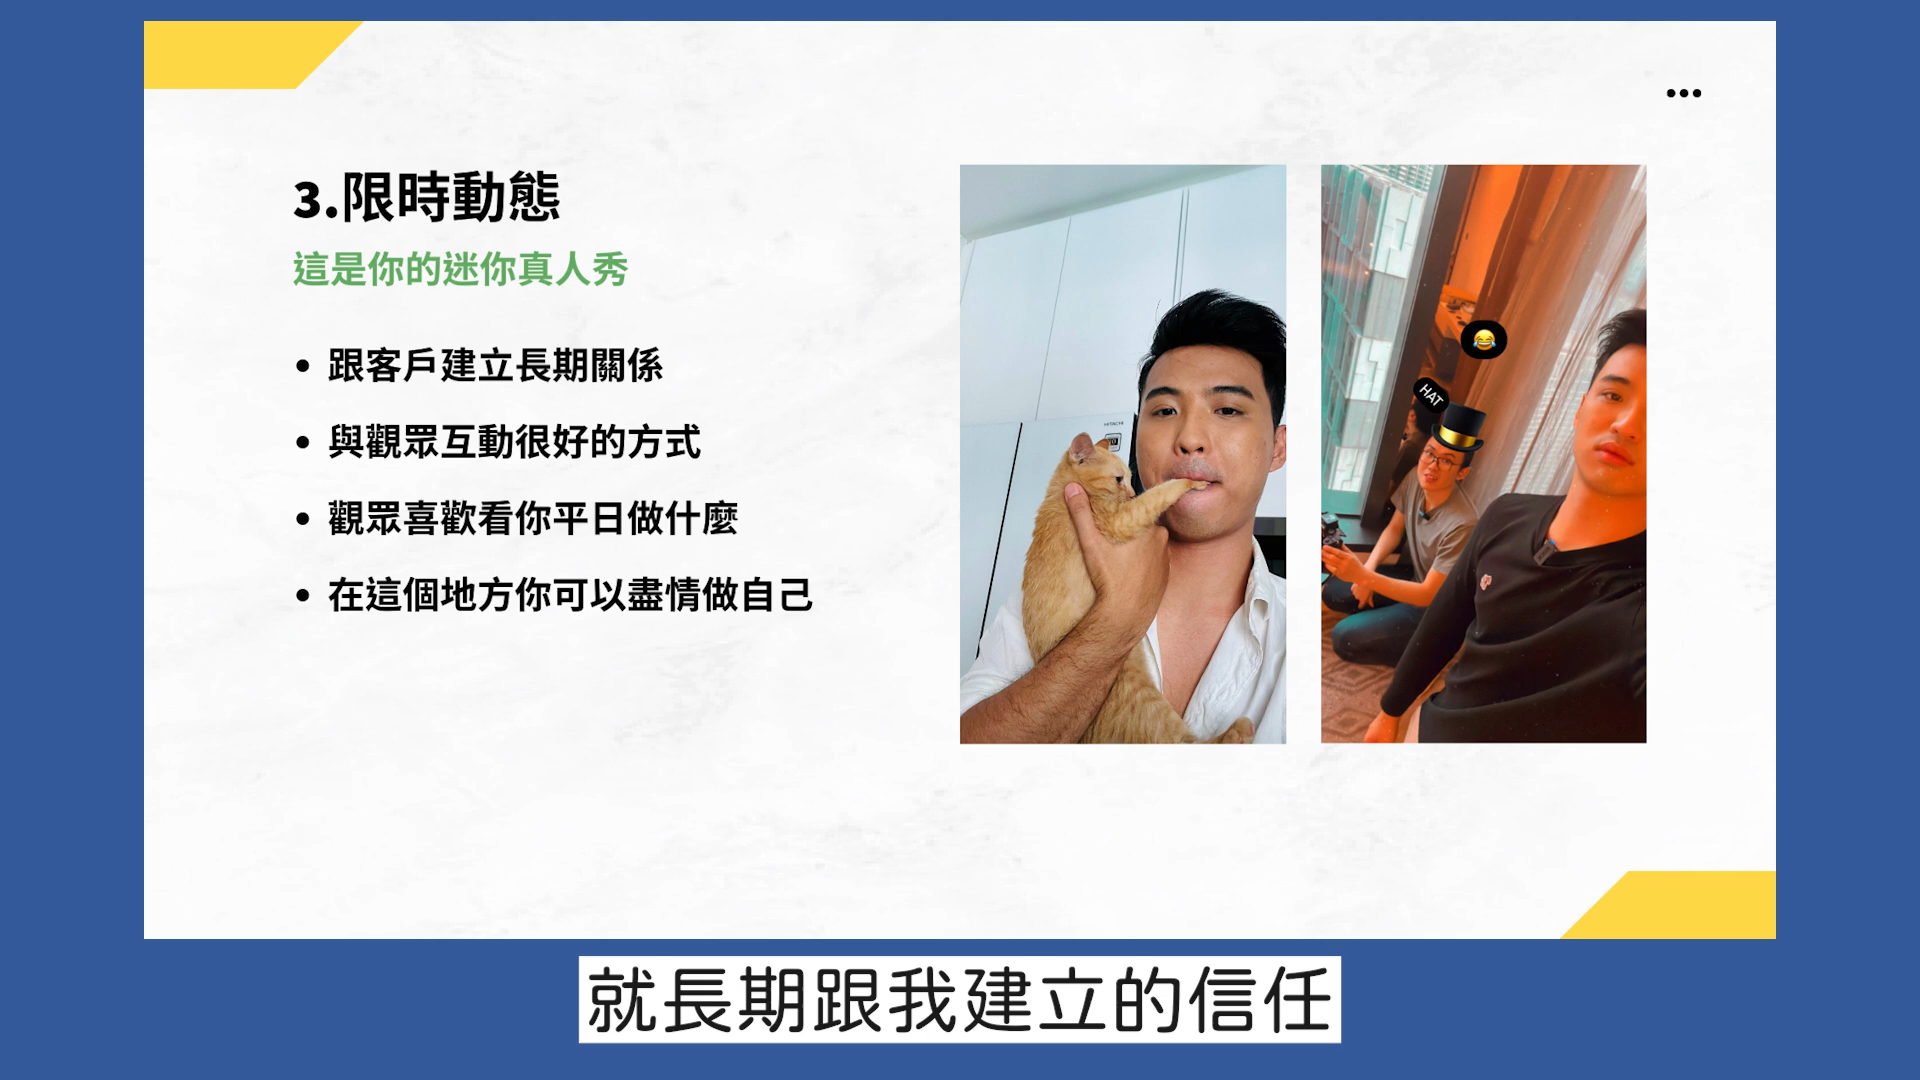 3.限時動態
這是你的迷你真人秀
• 跟客戶建立長期關係
• 與觀眾互動很好的方式
• 觀眾喜歡看你平日做什麼
• 在這個地方你可以盡情做自己
HITACHI
HAT
就長期跟我建立的信任